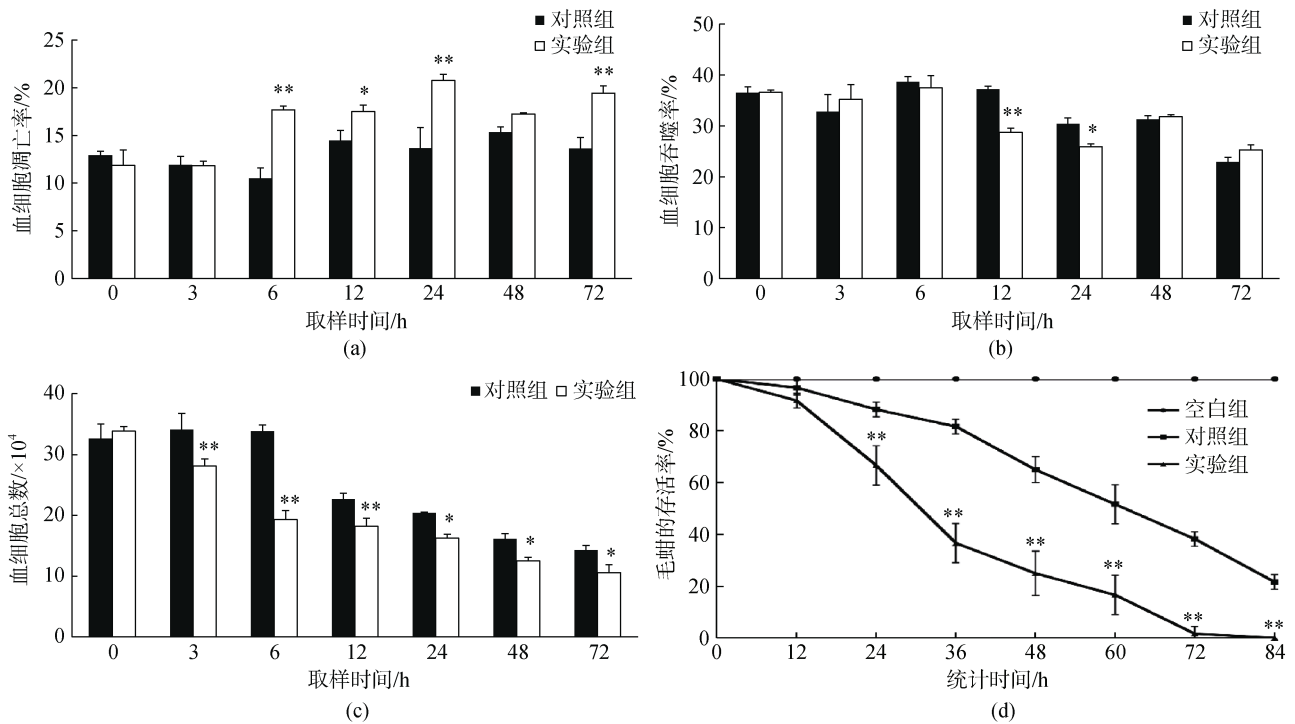 对照组
实验组
血细胞凋亡率/%
25
20
15
10
5
0
** * ** **
0 3 6 12 24 48 72
取样时间/h
(a)
对照组
实验组
血细胞吞噬率/%
50
40
30
20
10
0
** *
0 3 6 12 24 48 72
取样时间/h
(b)
对照组 实验组
血细胞总数/×10⁴
40
30
20
10
0
** ** ** * * *
0 3 6 12 24 48 72
取样时间/h
(c)
空白组
对照组
实验组
毛蚶的存活率/%
100
80
60
40
20
0
** ** ** ** ** **
0 12 24 36 48 60 72 84
统计时间/h
(d)